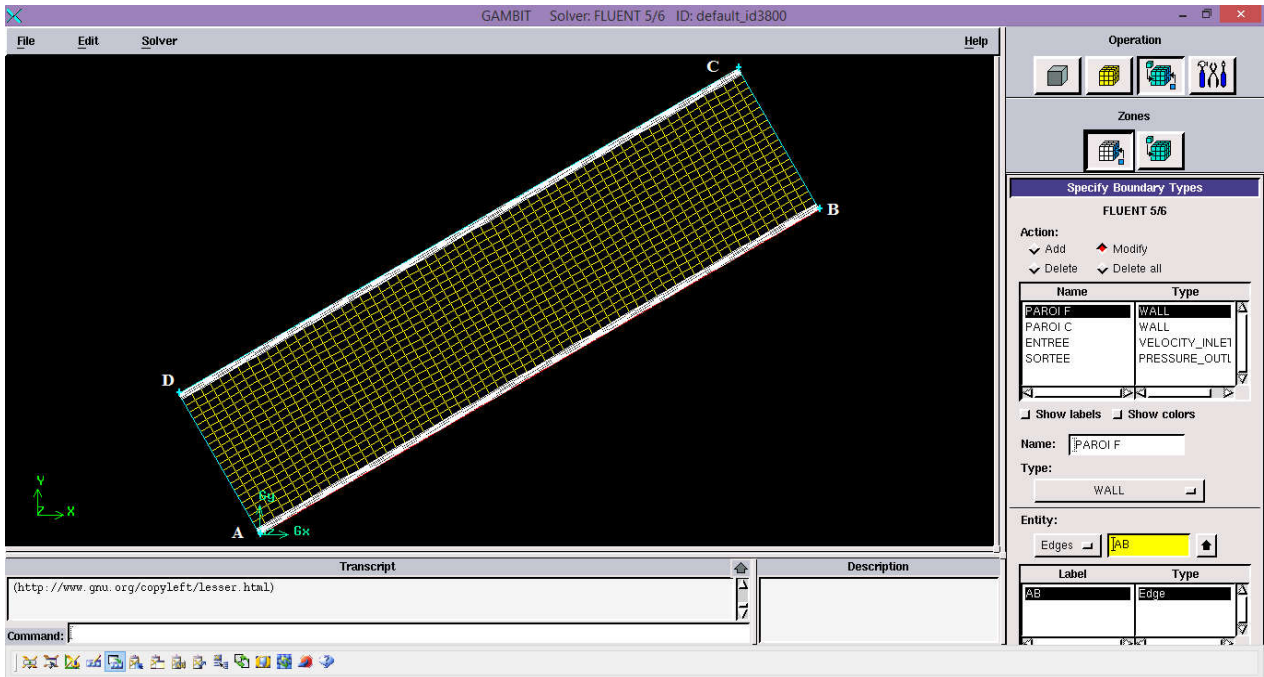 GAMBIT Solver: FLUENT 5/6 ID: default_id3800
File Edit Solver Help
C
B
D
A
Gy
Gx
Y
Z X
Transcript
(http://www.gnu.org/copyleft/lesser.html)
Command:
Description
Operation
Zones
Specify Boundary Types
FLUENT 5/6
Action:
Add Modify
Delete Delete all
Name Type
PAROI F WALL
PAROI C WALL
ENTREE VELOCITY_INLET
SORTEE PRESSURE_OUTL
Show labels Show colors
Name: PAROI F
Type:
WALL
Entity:
Edges AB
Label Type
AB Edge